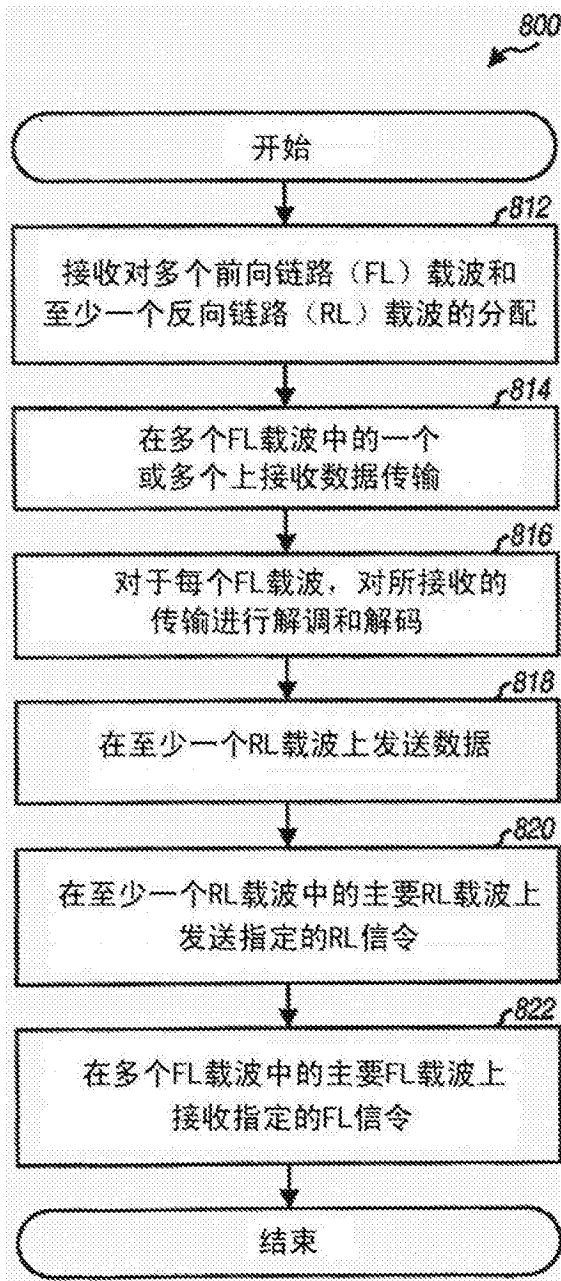 800
开始
812
接收对多个前向链路（FL）载波和
至少一个反向链路（RL）载波的分配
814
在多个FL载波中的一个
或多个上接收数据传输
816
对于每个FL载波，对所接收的
传输进行解调和解码
818
在至少一个RL载波上发送数据
820
在至少一个RL载波中的主要RL载波上
发送指定的RL信令
822
在多个FL载波中的主要FL载波上
接收指定的FL信令
结束